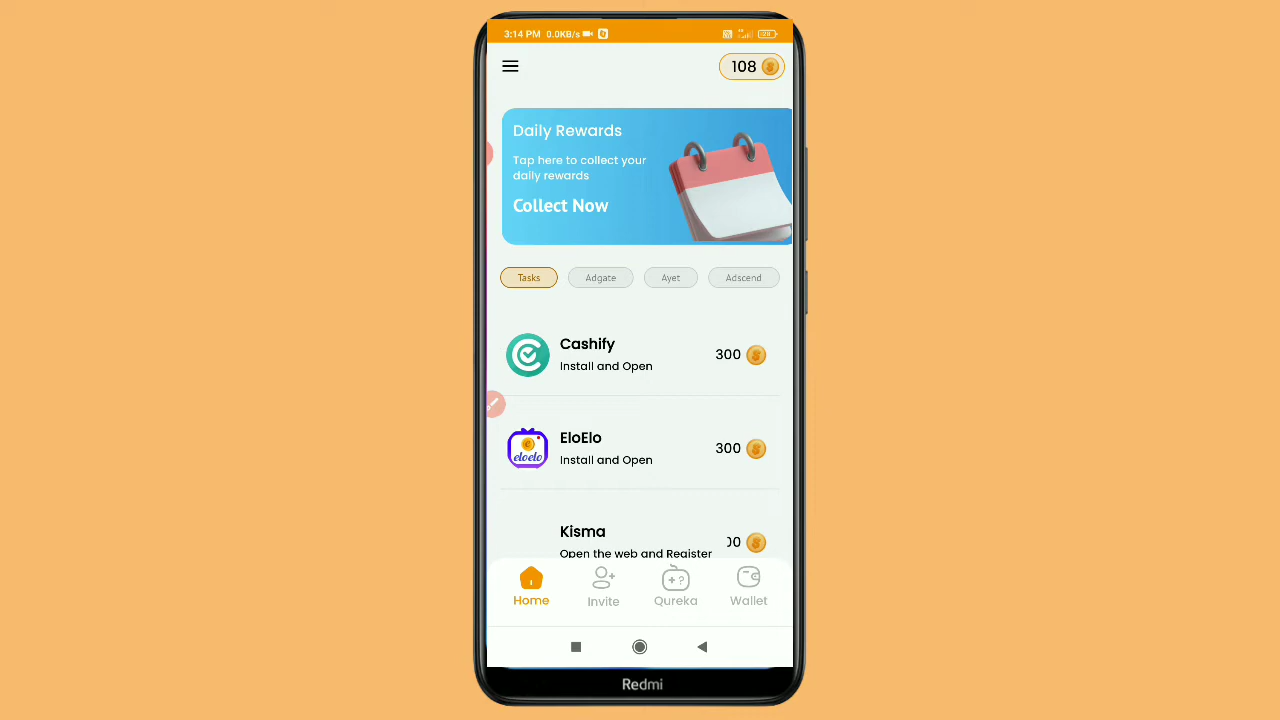 3:14 PM 0.0KB/s
108
Daily Rewards
Tap here to collect your
daily rewards
Collect Now
Tasks Adgate Ayet Adscend
Cashify
Install and Open
300
eloelo
EloElo
Install and Open
300
Kisma
Open the web and Register
Home Invite Qureka Wallet
Redmi